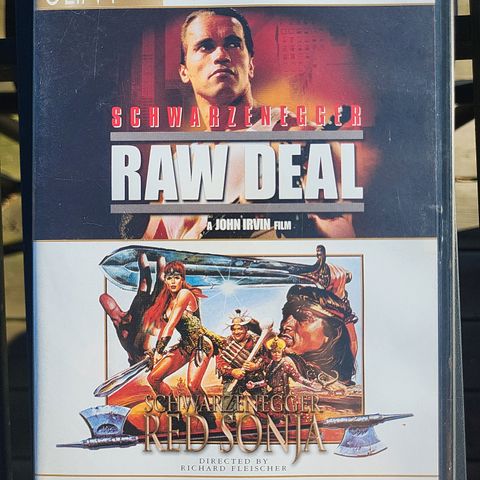 SCHWARZENEGGER
RAW DEAL
A JOHN IRVIN FILM
SCHWARZENEGGER
RED SONJA
DIRECTED BY
RICHARD FLEISCHER